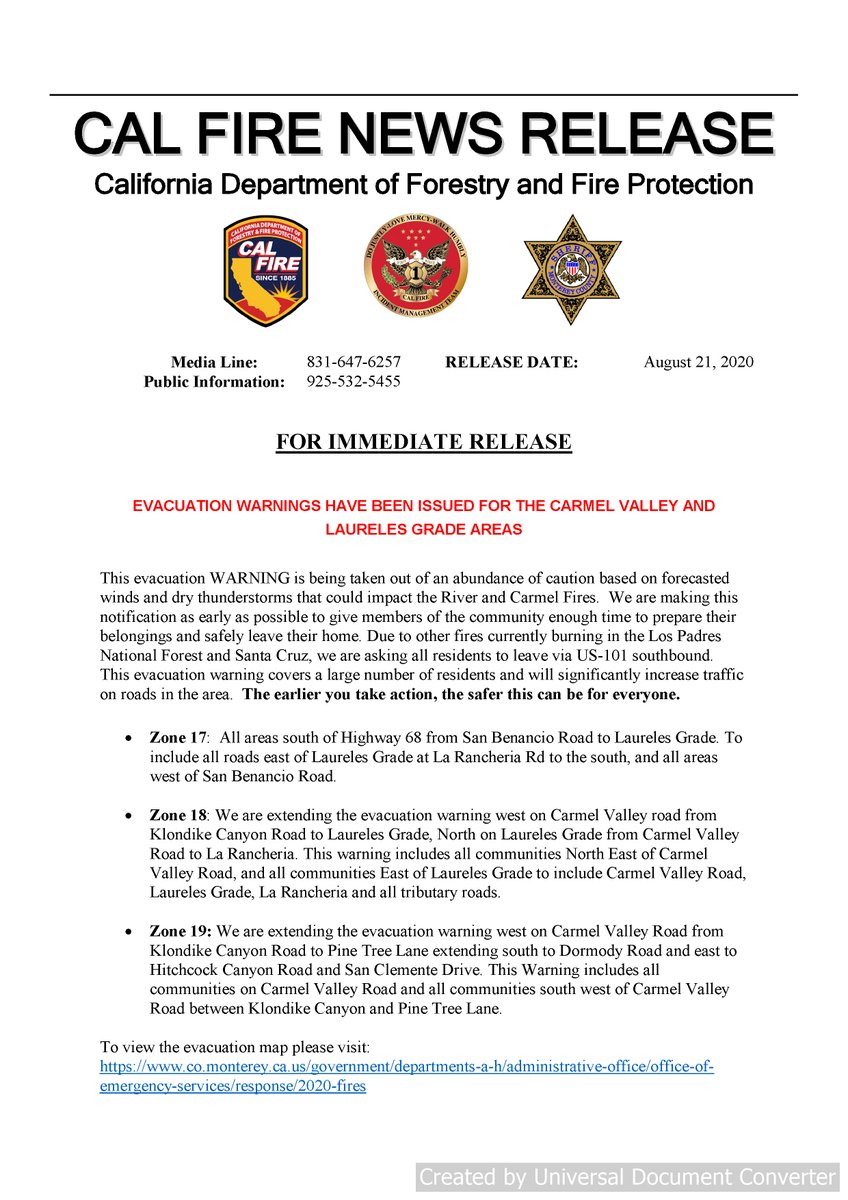 CAL FIRE NEWS RELEASE
California Department of Forestry and Fire Protection
CALIFORNIA DEPARTMENT OF
FORESTRY & FIRE PROTECTION
CAL
FIRE
SINCE 1885
DO JUSTLY-LOVE MERCY-WALK HUMBLY
1
CAL FIRE
INCIDENT MANAGEMENT TEAM
SHERIFF
MONTEREY COUNTY
Media Line: 831-647-6257 RELEASE DATE: August 21, 2020
Public Information: 925-532-5455
FOR IMMEDIATE RELEASE
EVACUATION WARNINGS HAVE BEEN ISSUED FOR THE CARMEL VALLEY AND
LAURELES GRADE AREAS
This evacuation WARNING is being taken out of an abundance of caution based on forecasted
winds and dry thunderstorms that could impact the River and Carmel Fires. We are making this
notification as early as possible to give members of the community enough time to prepare their
belongings and safely leave their home. Due to other fires currently burning in the Los Padres
National Forest and Santa Cruz, we are asking all residents to leave via US-101 southbound.
This evacuation warning covers a large number of residents and will significantly increase traffic
on roads in the area. The earlier you take action, the safer this can be for everyone.
• Zone 17: All areas south of Highway 68 from San Benancio Road to Laureles Grade. To
include all roads east of Laureles Grade at La Rancheria Rd to the south, and all areas
west of San Benancio Road.
• Zone 18: We are extending the evacuation warning west on Carmel Valley road from
Klondike Canyon Road to Laureles Grade, North on Laureles Grade from Carmel Valley
Road to La Rancheria. This warning includes all communities North East of Carmel
Valley Road, and all communities East of Laureles Grade to include Carmel Valley Road,
Laureles Grade, La Rancheria and all tributary roads.
• Zone 19: We are extending the evacuation warning west on Carmel Valley Road from
Klondike Canyon Road to Pine Tree Lane extending south to Dormody Road and east to
Hitchcock Canyon Road and San Clemente Drive. This Warning includes all
communities on Carmel Valley Road and all communities south west of Carmel Valley
Road between Klondike Canyon and Pine Tree Lane.
To view the evacuation map please visit:
https://www.co.monterey.ca.us/government/departments-a-h/administrative-office/office-of-
emergency-services/response/2020-fires
Created by Universal Document Converter